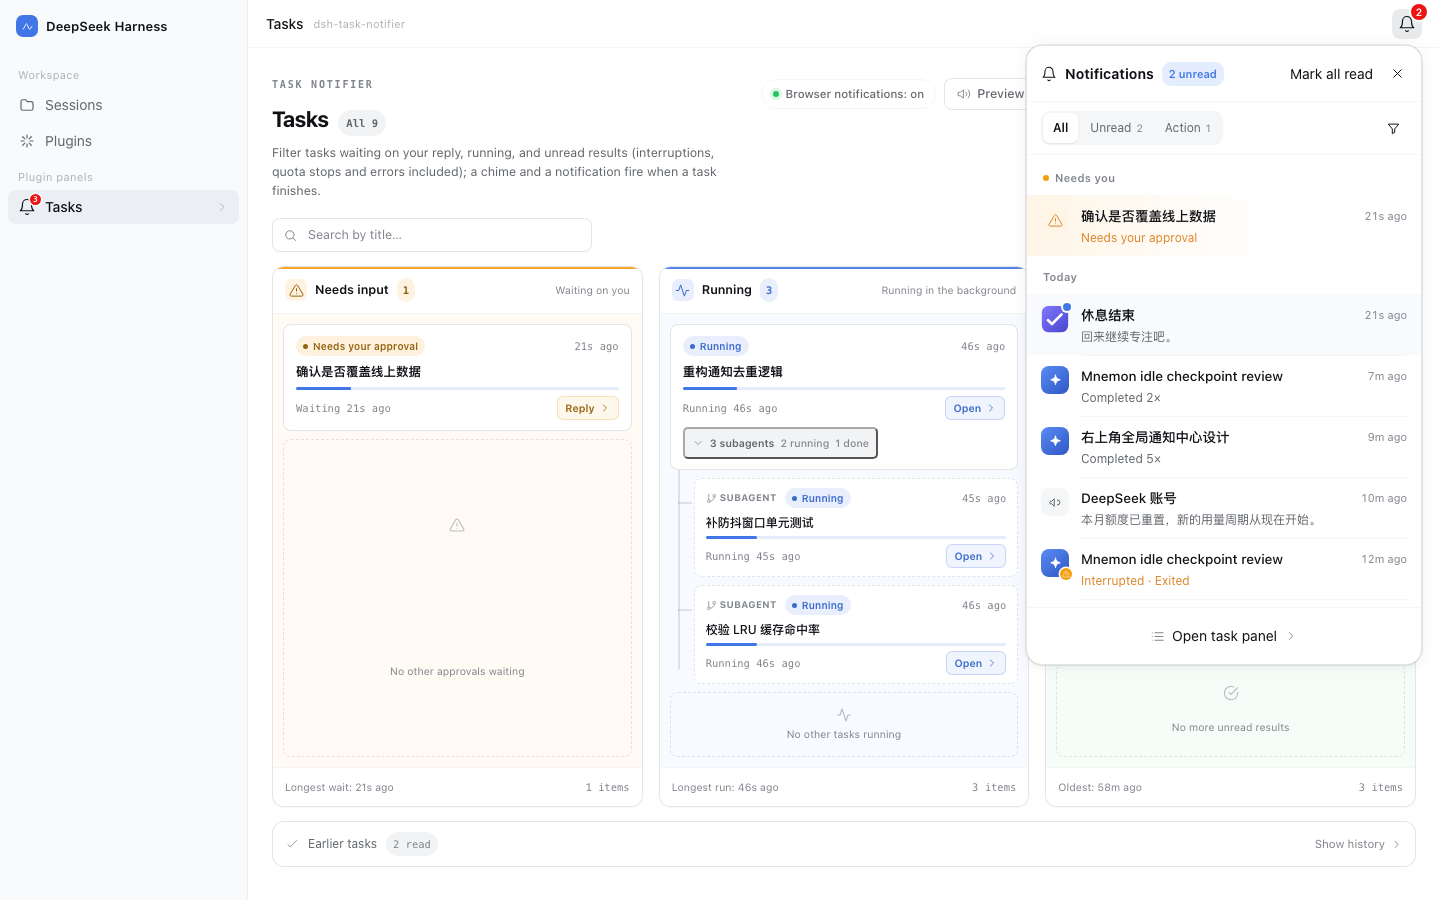 DeepSeek Harness
Workspace
Sessions
Plugins
Plugin panels
3
Tasks
Tasks dsh-task-notifier
2
TASK NOTIFIER
Tasks All 9
Filter tasks waiting on your reply, running, and unread results (interruptions,
quota stops and errors included); a chime and a notification fire when a task
finishes.
Browser notifications: on
Preview
Search by title...
Needs input 1 Waiting on you
Needs your approval 21s ago
确认是否覆盖线上数据
Waiting 21s ago Reply
No other approvals waiting
Longest wait: 21s ago 1 items
Running 3 Running in the background
Running 46s ago
重构通知去重逻辑
Running 46s ago Open
3 subagents 2 running 1 done
SUBAGENT Running 45s ago
补防抖窗口单元测试
Running 45s ago Open
SUBAGENT Running 46s ago
校验 LRU 缓存命中率
Running 46s ago Open
No other tasks running
Longest run: 46s ago 3 items
No more unread results
Oldest: 58m ago 3 items
Earlier tasks 2 read Show history
Notifications 2 unread Mark all read
All Unread 2 Action 1
Needs you
确认是否覆盖线上数据 21s ago
Needs your approval
Today
休息结束 21s ago
回来继续专注吧。
Mnemon idle checkpoint review 7m ago
Completed 2×
右上角全局通知中心设计 9m ago
Completed 5×
DeepSeek 账号 10m ago
本月额度已重置，新的用量周期从现在开始。
Mnemon idle checkpoint review 12m ago
Interrupted · Exited
Open task panel